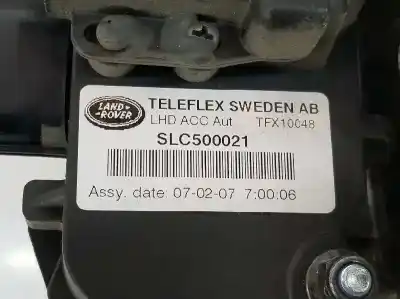 LAND
ROVER
TELEFLEX SWEDEN AB
LHD ACC Aut TFX10048
SLC500021
Assy. date: 07-02-07 7:00:06